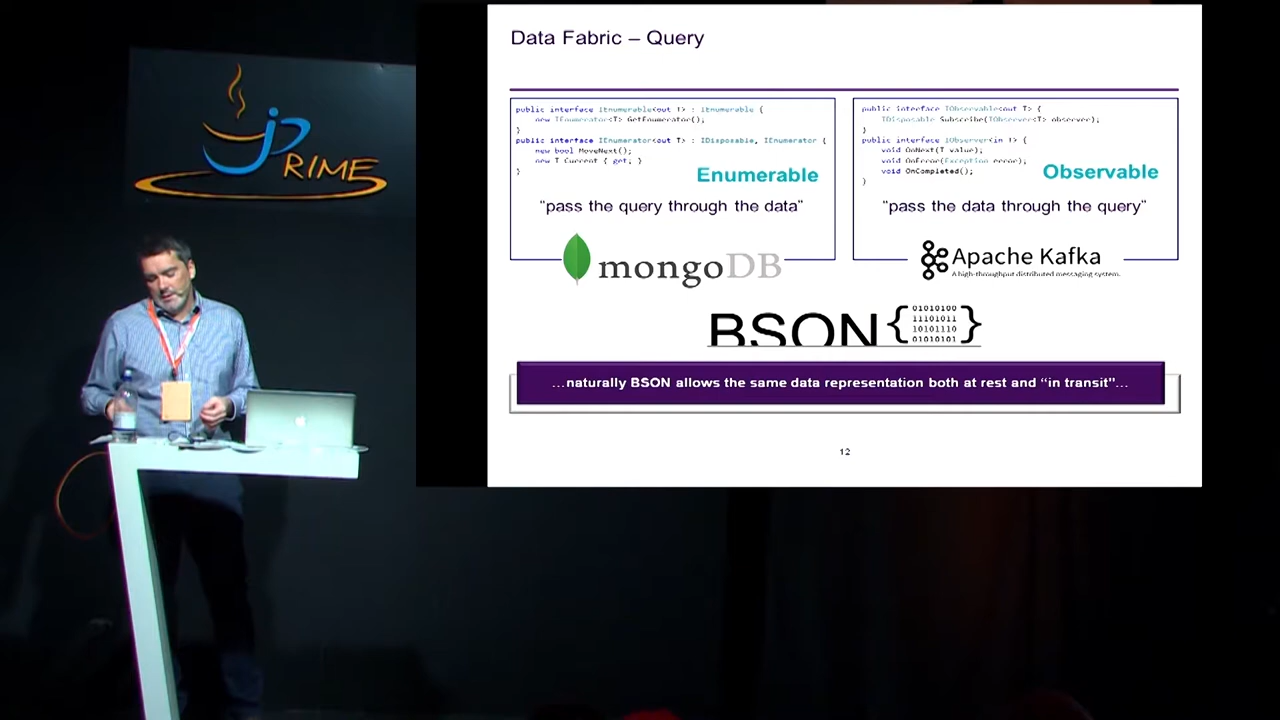 jPRIME
Data Fabric – Query
public interface IEnumerable<out T> : IEnumerable {
new IEnumerator<T> GetEnumerator();
}
public interface IEnumerator<out T> : IDisposable, IEnumerator {
new bool MoveNext();
new T Current { get; }
}
Enumerable
“pass the query through the data”
mongoDB
public interface IObservable<out T> {
IDisposable Subscribe(IObserver<T> observer);
}
public interface IObserver<in T> {
void OnNext(T value);
void OnError(Exception error);
void OnCompleted();
}
Observable
“pass the data through the query”
Apache Kafka
A high-throughput distributed messaging system.
BSON
{01010100
11101011
10101110
01010101}
…naturally BSON allows the same data representation both at rest and “in transit”…
12